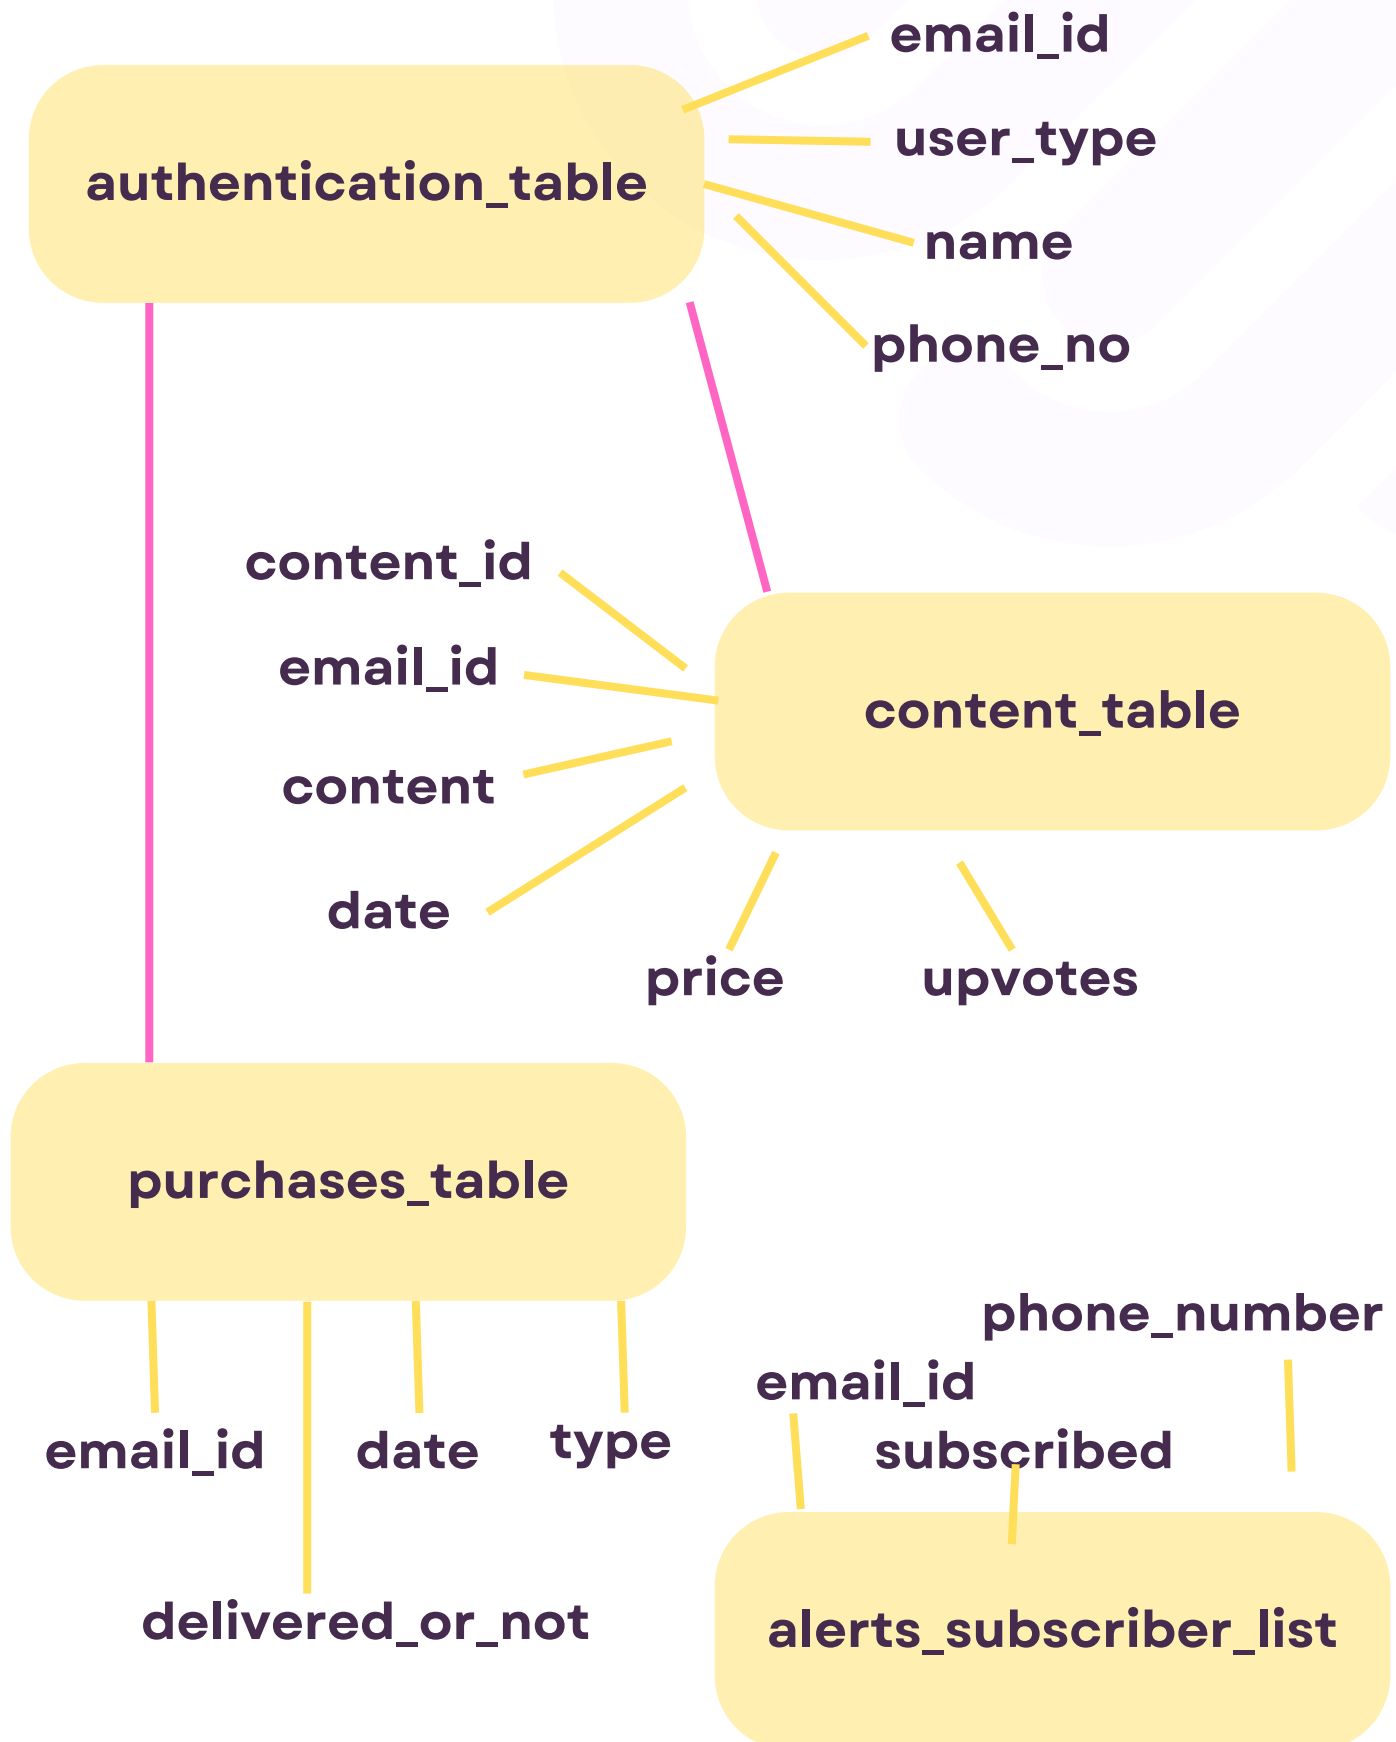 email_id
user_type
authentication_table
name
phone_no
content_id
email_id
content_table
content
date
price
upvotes
purchases_table
phone_number
email_id
subscribed
email_id
date
type
delivered_or_not
alerts_subscriber_list